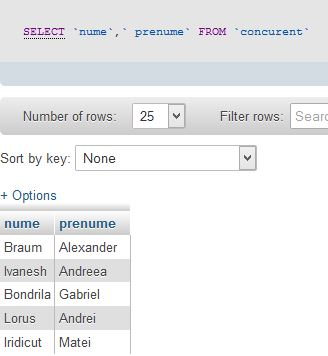 SELECT `nume`,` prenume` FROM `concurent`
Number of rows: 25 Filter rows: Searc
Sort by key: None
+ Options
nume prenume
Braum Alexander
Ivanesh Andreea
Bondrila Gabriel
Lorus Andrei
Iridicut Matei